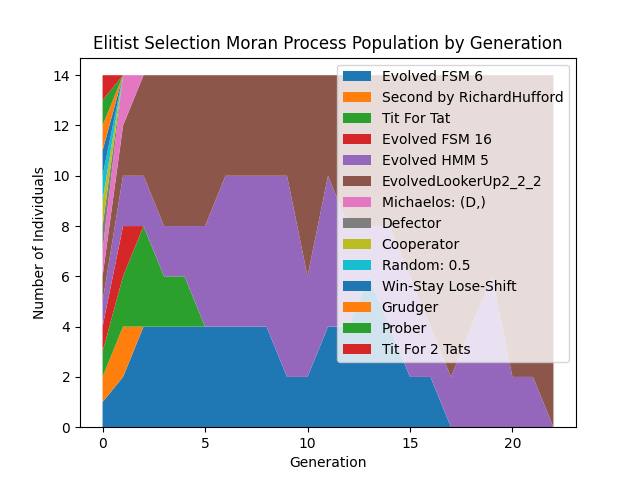 Elitist Selection Moran Process Population by Generation
Number of Individuals
14
12
10
8
6
4
2
0
Evolved FSM 6
Second by RichardHufford
Tit For Tat
Evolved FSM 16
Evolved HMM 5
EvolvedLookerUp2_2_2
Michaelos: (D,)
Defector
Cooperator
Random: 0.5
Win-Stay Lose-Shift
Grudger
Prober
Tit For 2 Tats
0 5 10 15 20
Generation